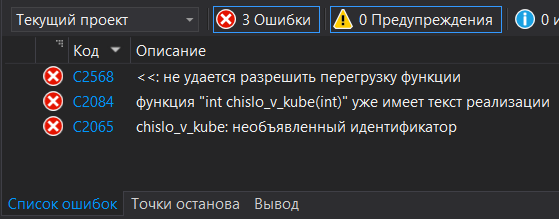 Текущий проект
3 Ошибки
0 Предупреждения
0 и
Код
Описание
C2568 <<: не удается разрешить перегрузку функции
C2084 функция "int chislo_v_kube(int)" уже имеет текст реализации
C2065 chislo_v_kube: необъявленный идентификатор
Список ошибок
Точки останова
Вывод